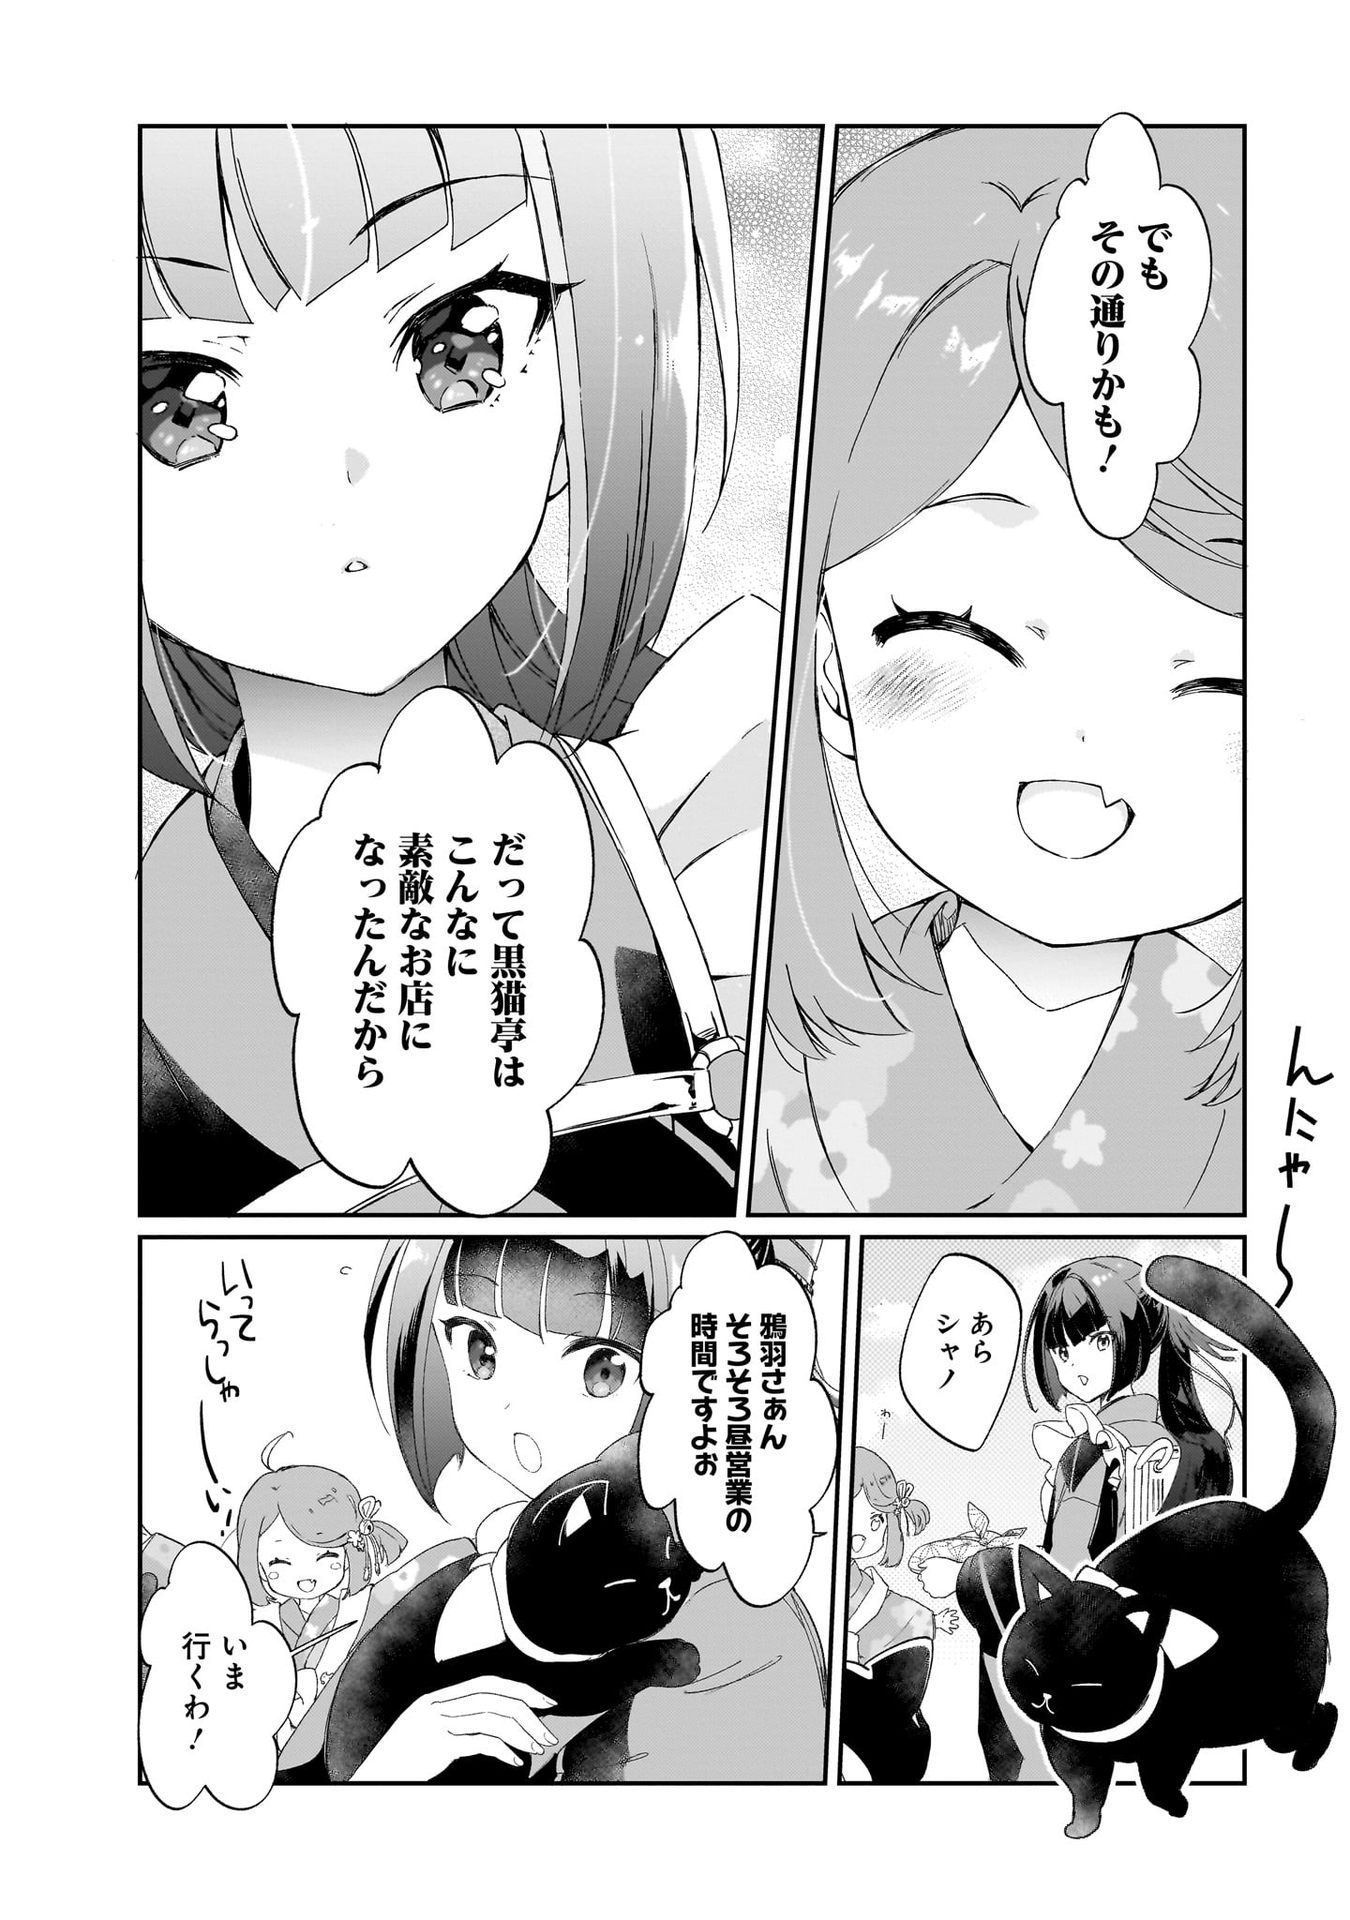 でも
その通りかも!
だって黒猫亭は
こんなに
素敵なお店に
なったんだから
んにゃ〜
あら
シャノ
わー
鴉羽さぁん
そろそろ昼営業の
時間ですよぉ
いって
らっしゃーい!
いま
行くわ!